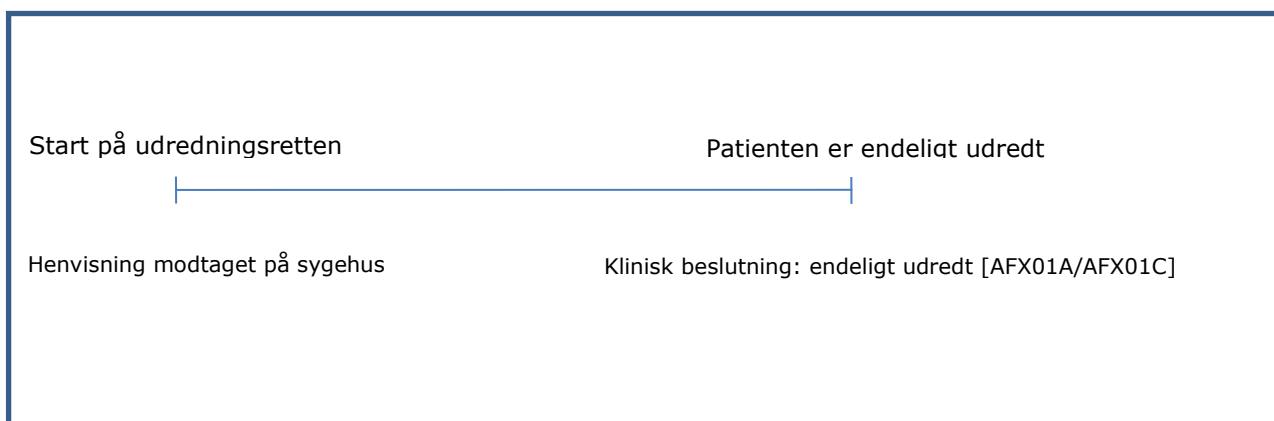 Start på udredningsretten
Patienten er endeligt udredt
Henvisning modtaget på sygehus
Klinisk beslutning: endeligt udredt [AFX01A/AFX01C]